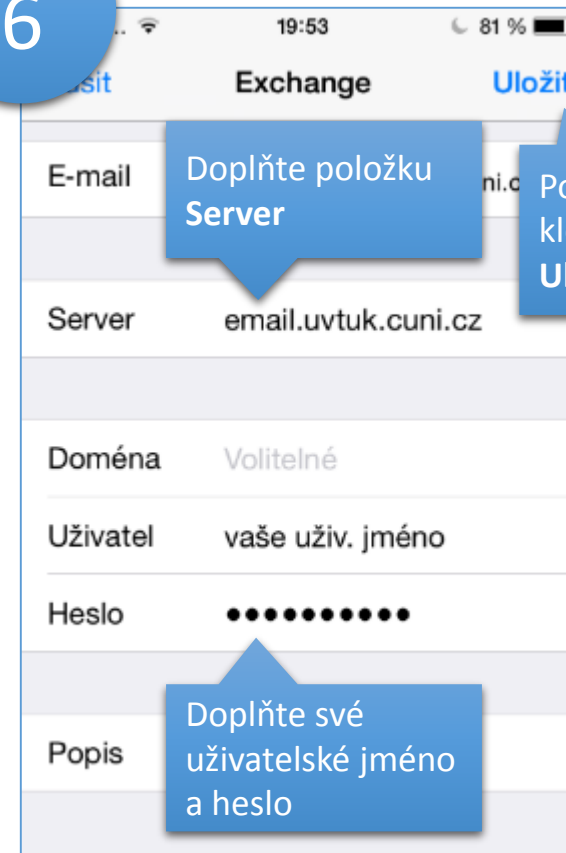 6
19:53 81 %
Exchange Uložit
E-mail
Doplňte položku
Server
Server email.uvtuk.cuni.cz
Doména Volitelné
Uživatel vaše uživ. jméno
Heslo ••••••••••
Doplňte své
uživatelské jméno
a heslo
Popis